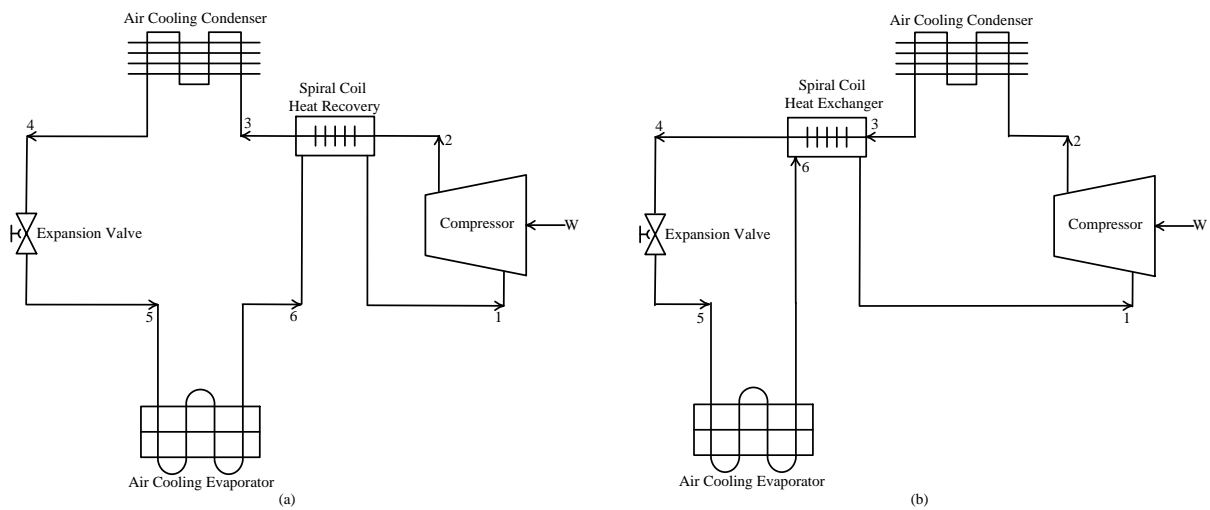 Air Cooling Condenser
Spiral Coil
Heat Recovery
4
3
2
Compressor
W
Expansion Valve
5
6
1
Air Cooling Evaporator
(a)
Air Cooling Condenser
Spiral Coil
Heat Exchanger
4
3
2
6
Compressor
W
Expansion Valve
5
1
Air Cooling Evaporator
(b)